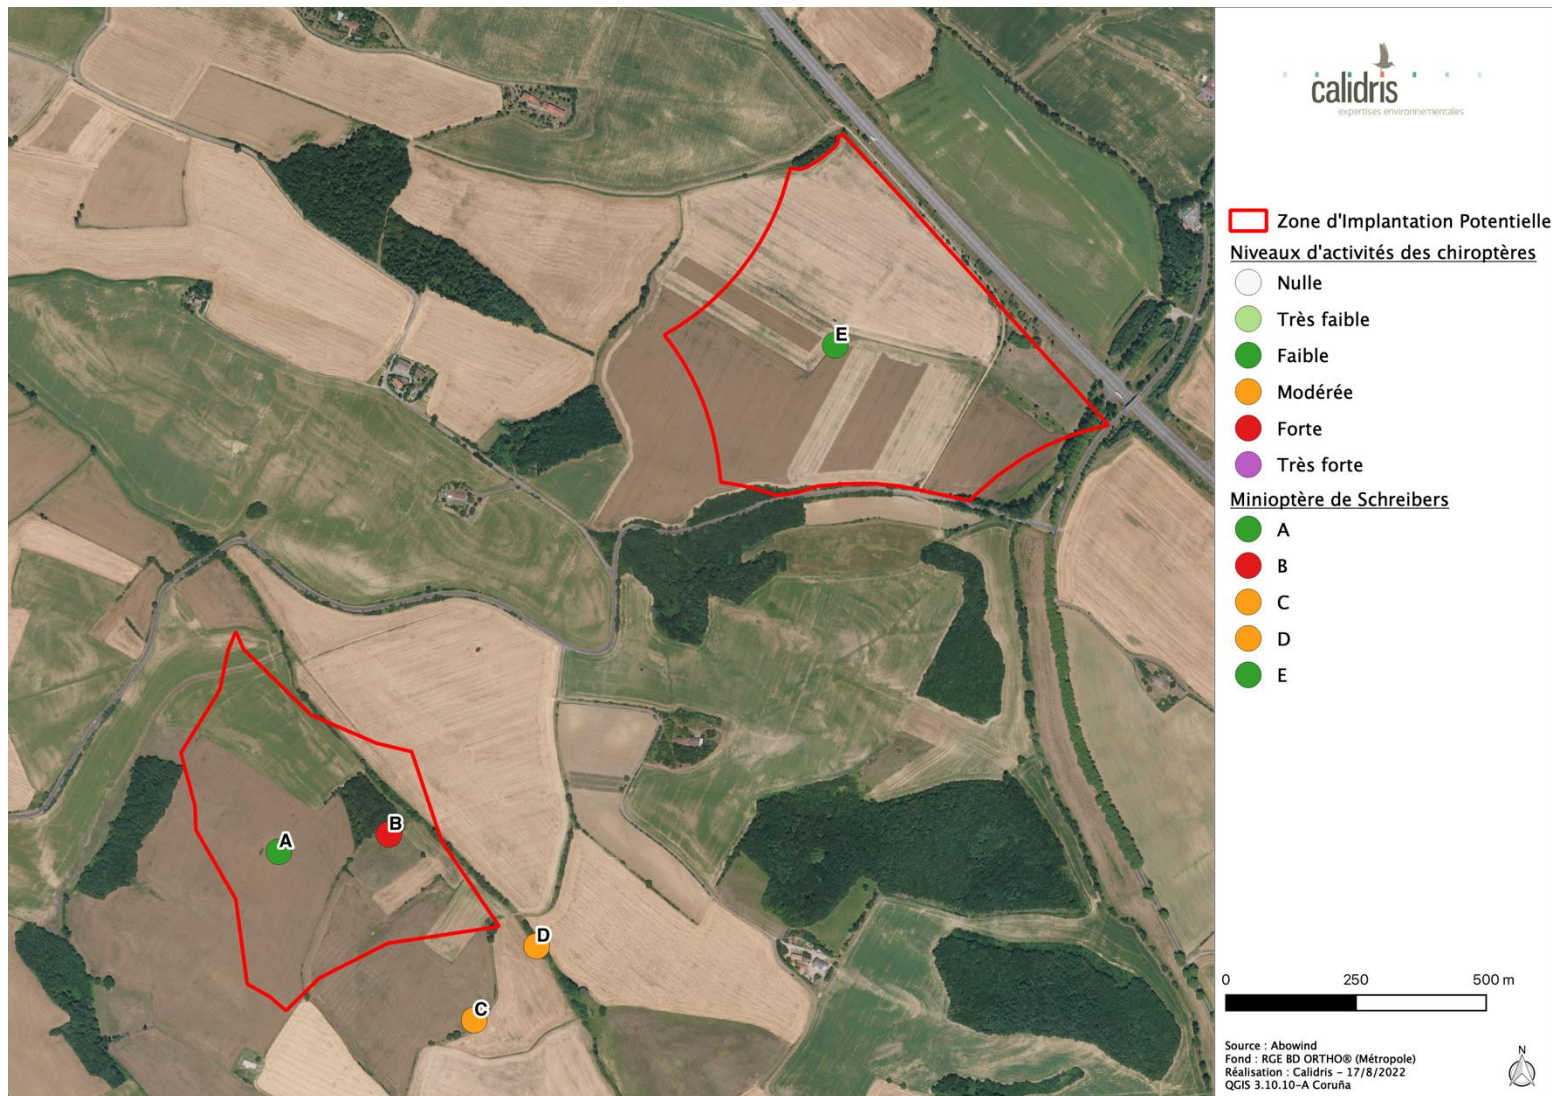 calidris
expertises environnementales
Zone d'Implantation Potentielle
Niveaux d'activités des chiroptères
Nulle
Très faible
Faible
Modérée
Forte
Très forte
Minioptère de Schreibers
A
B
C
D
E
E
A
B
D
C
0 250 500 m
Source : Abowind
Fond : RGE BD ORTHO® (Métropole)
Réalisation : Calidris - 17/8/2022
QGIS 3.10.10-A Coruña
N